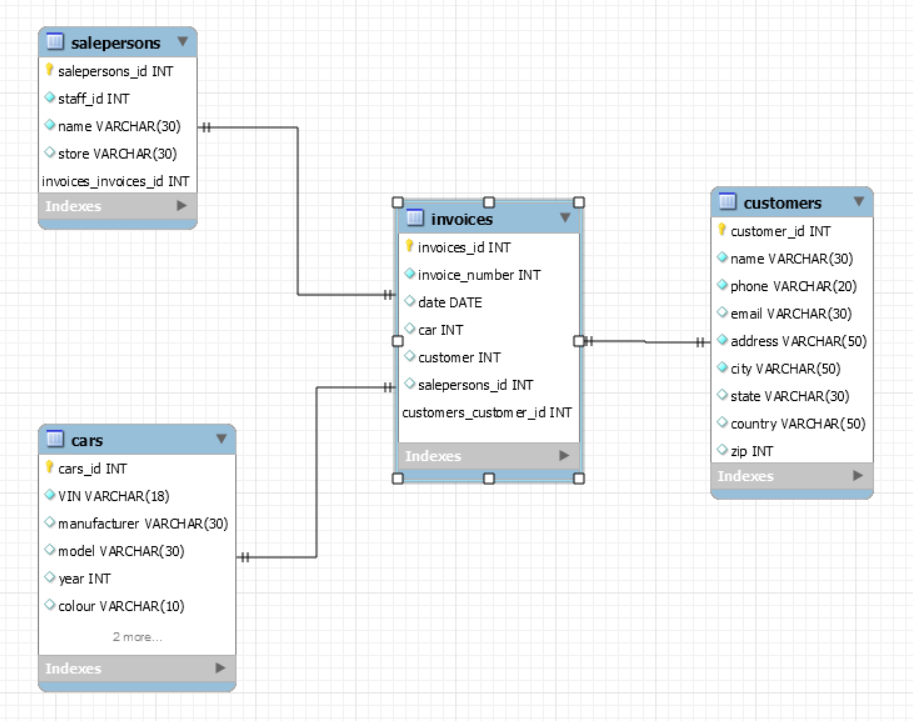 salepersons
salepersons_id INT
staff_id INT
name VARCHAR(30)
store VARCHAR(30)
invoices_invoices_id INT
Indexes
invoices
invoices_id INT
invoice_number INT
date DATE
car INT
customer INT
salepersons_id INT
customers_customer_id INT
Indexes
customers
customer_id INT
name VARCHAR(30)
phone VARCHAR(20)
email VARCHAR(30)
address VARCHAR(50)
city VARCHAR(50)
state VARCHAR(30)
country VARCHAR(50)
zip INT
Indexes
cars
cars_id INT
VIN VARCHAR(18)
manufacturer VARCHAR(30)
model VARCHAR(30)
year INT
colour VARCHAR(10)
2 more...
Indexes